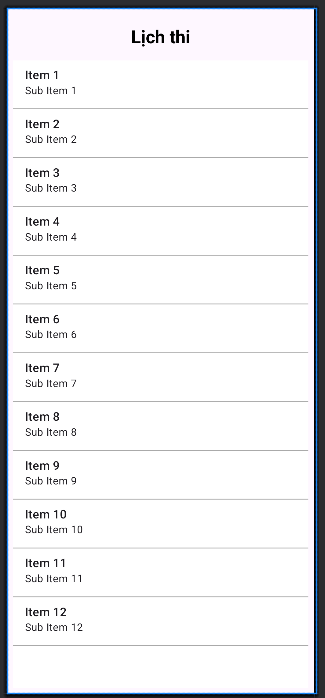 Lịch thi
Item 1
Sub Item 1
Item 2
Sub Item 2
Item 3
Sub Item 3
Item 4
Sub Item 4
Item 5
Sub Item 5
Item 6
Sub Item 6
Item 7
Sub Item 7
Item 8
Sub Item 8
Item 9
Sub Item 9
Item 10
Sub Item 10
Item 11
Sub Item 11
Item 12
Sub Item 12